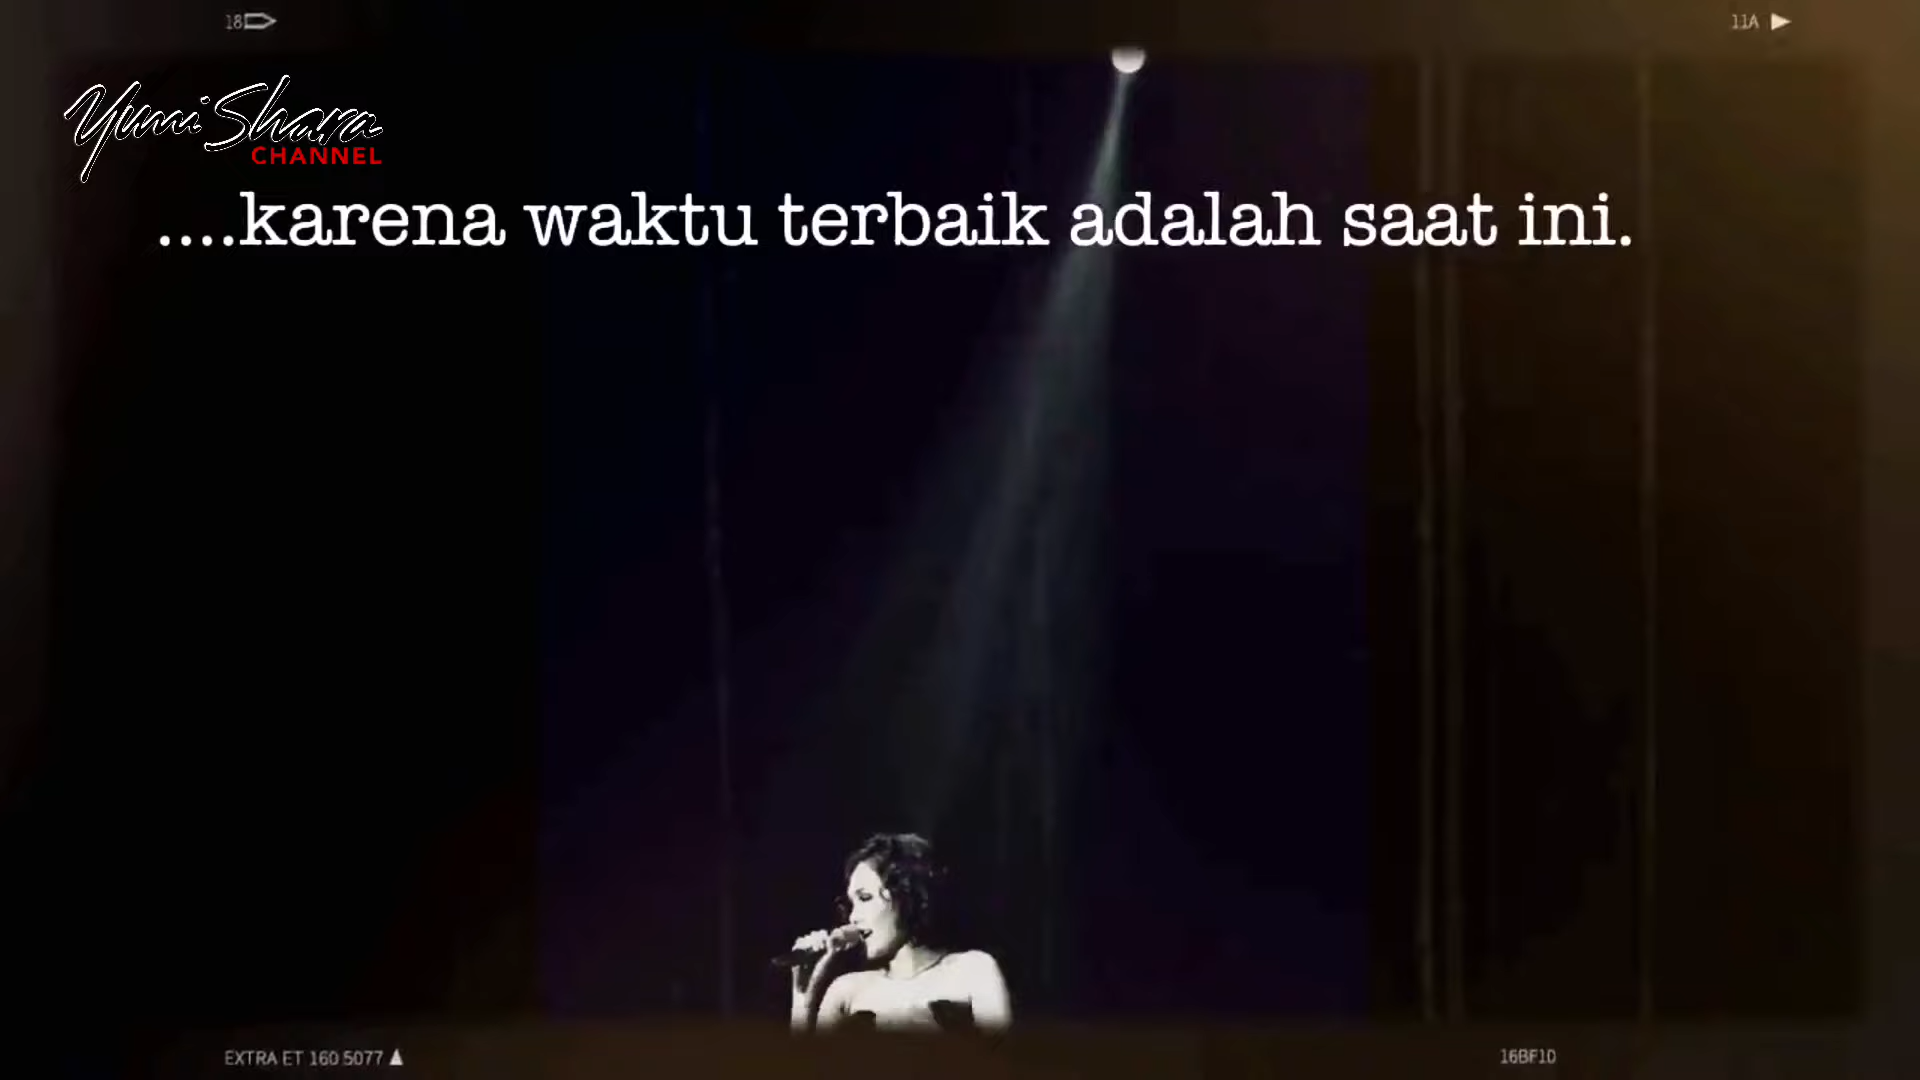 18
11A
Yuni Shara
CHANNEL
....karena waktu terbaik adalah saat ini.
EXTRA ET 160 5077
16BF10